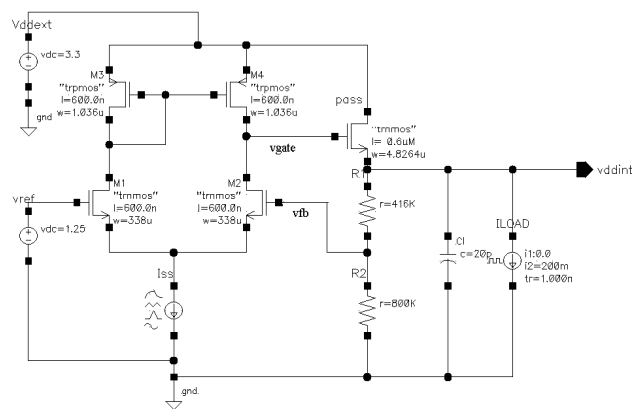 Vddext
vdc=3.3
gnd
M3
"trpmos"
l=600.0n
w=1.036u
M4
"trpmos"
l=600.0n
w=1.036u
pass
"trnmos"
l= 0.6uM
w=4.8264u
vgate
vddint
vref
vdc=1.25
M1
"trnmos"
l=600.0n
w=338u
M2
"trnmos"
l=600.0n
w=338u
vfb
R1
r=416K
R2
r=800K
Iss
Cl
c=20p
ILOAD
i1:0.0
i2=200m
tr=1.000n
gnd.